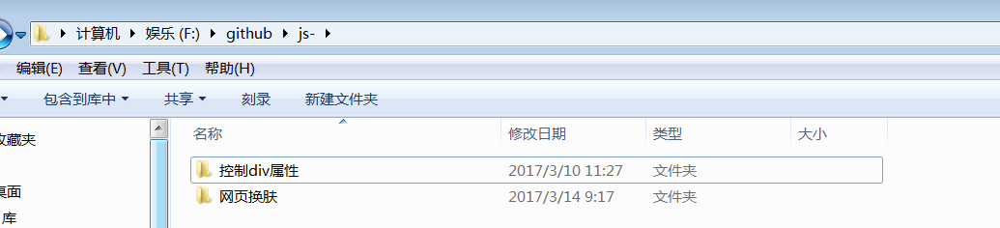 计算机 娱乐 (F:) github js-
编辑(E) 查看(V) 工具(T) 帮助(H)
包含到库中 共享 刻录 新建文件夹
名称 修改日期 类型 大小
收藏夹
控制div属性 2017/3/10 11:27 文件夹
桌面
网页换肤 2017/3/14 9:17 文件夹
库